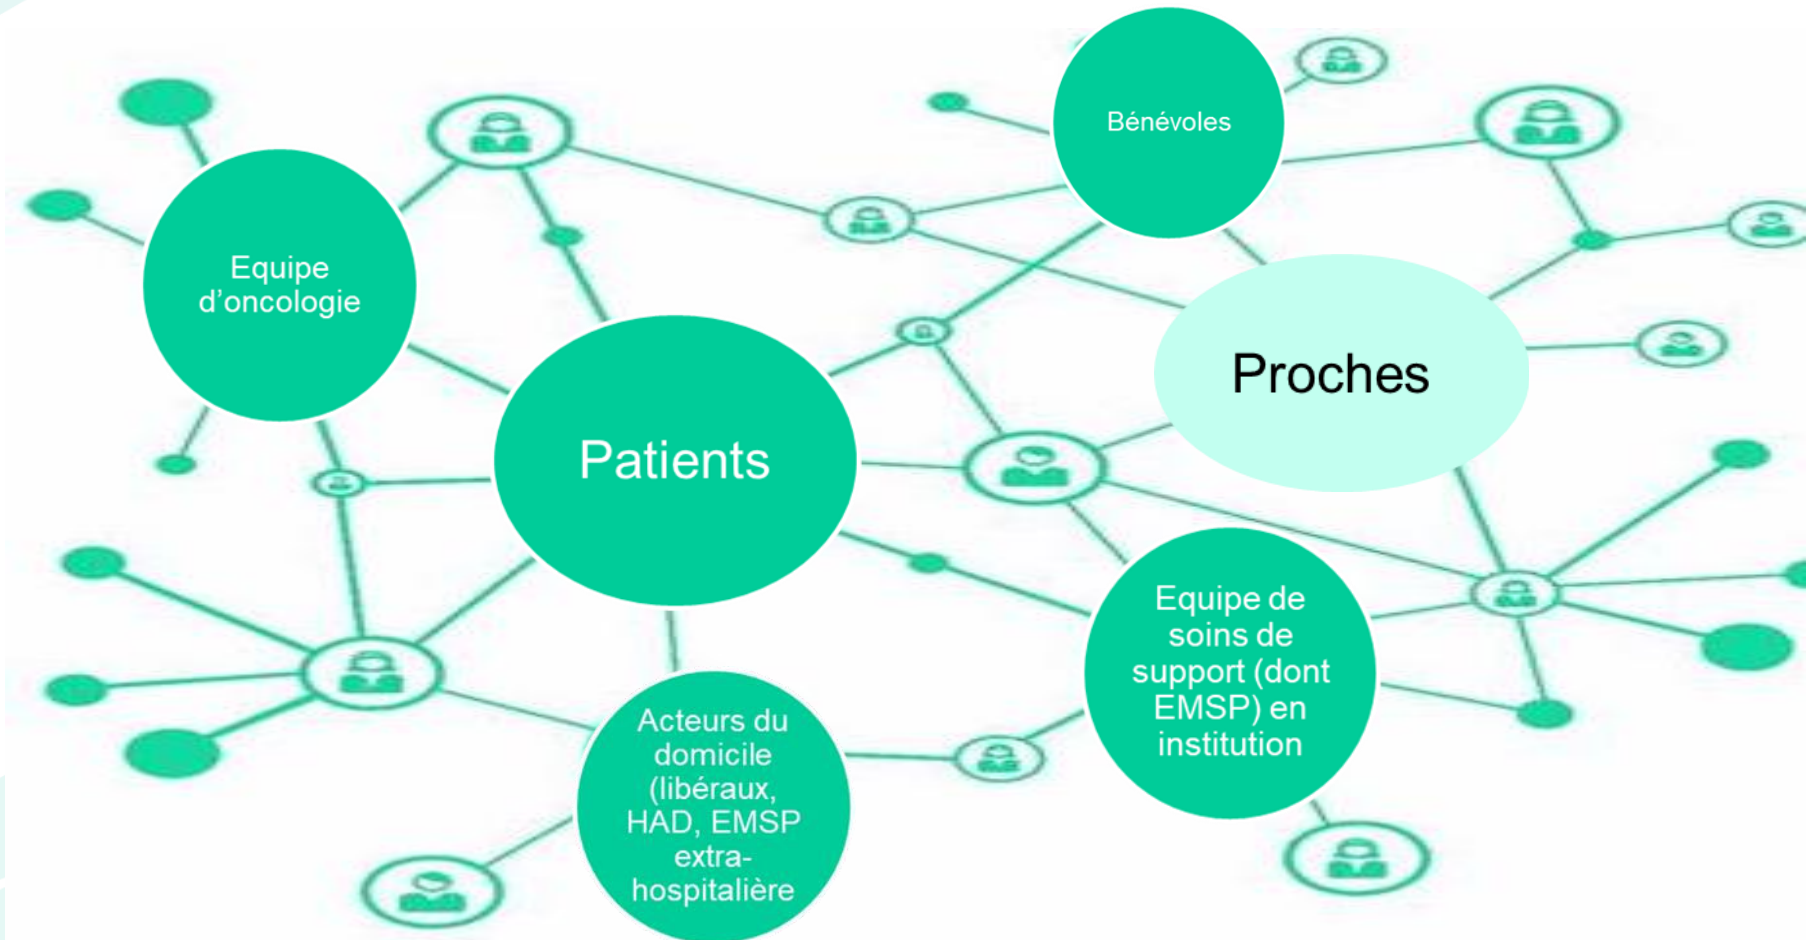 Bénévoles
Equipe
d’oncologie
Proches
Patients
Equipe de
soins de
support (dont
EMSP) en
institution
Acteurs du
domicile
(libéraux,
HAD, EMSP
extra-
hospitalière